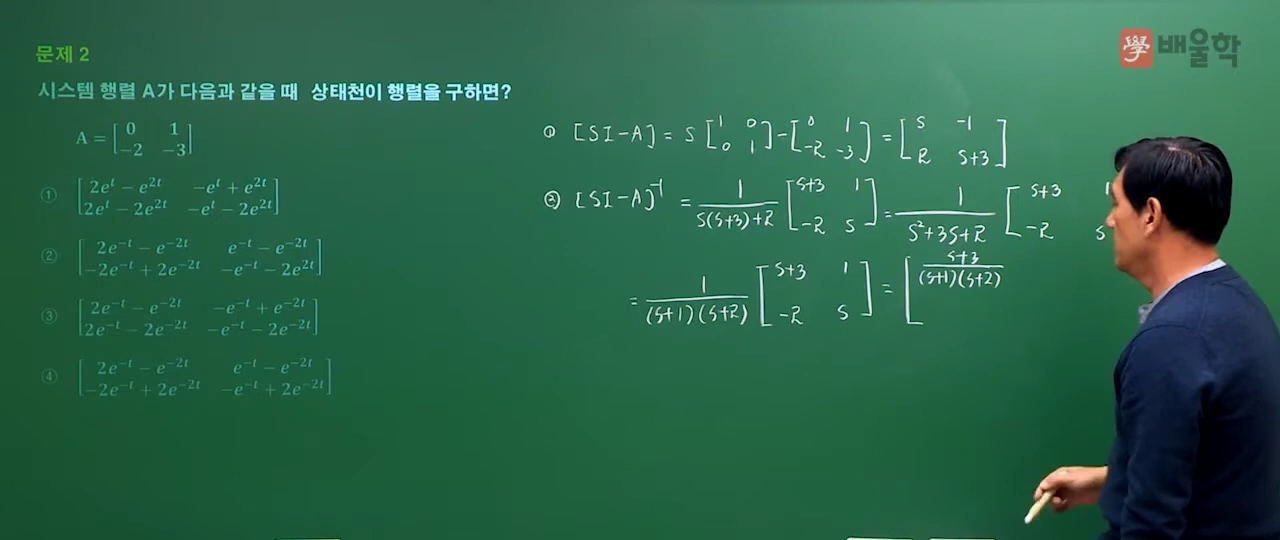 學 배울학
문제 2
시스템 행렬 A가 다음과 같을 때 상태천이 행렬을 구하면?
A = [0 1
-2 -3]
① [2e^t − e^{2t} −e^t + e^{2t}
2e^t − 2e^{2t} −e^t − 2e^{2t}]
② [2e^{−t} − e^{−2t} e^{−t} − e^{−2t}
−2e^{−t} + 2e^{−2t} −e^{−t} − 2e^{2t}]
③ [2e^{−t} − e^{−2t} −e^{−t} + e^{−2t}
2e^{−t} − 2e^{−2t} −e^{−t} − 2e^{−2t}]
④ [2e^{−t} − e^{−2t} e^{−t} − e^{−2t}
−2e^{−t} + 2e^{−2t} −e^{−t} + 2e^{−2t}]
① [SI-A] = S[1 0
0 1] - [0 1
-2 -3] = [S -1
2 S+3]
② [SI-A]^{-1} = 1/(S(S+3)+2) [S+3 1
-2 S] = 1/(S²+3S+2) [S+3 1
-2 S
= 1/((S+1)(S+2)) [S+3 1
-2 S] = [(S+3)/((S+1)(S+2))